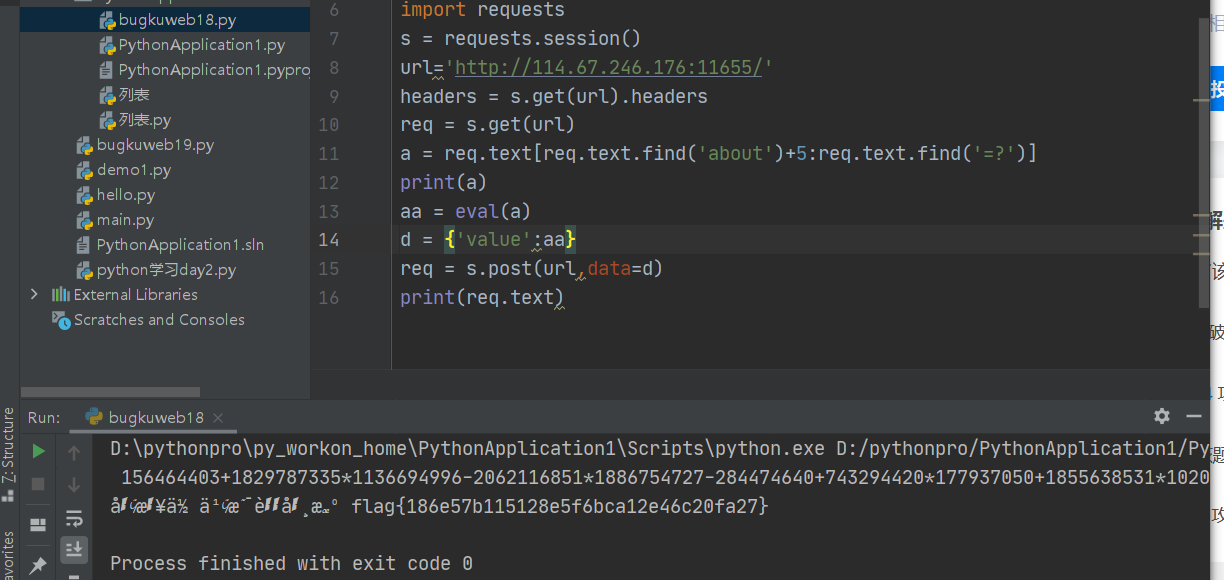 bugkuweb18.py
PythonApplication1.py
PythonApplication1.pypro
列表
列表.py
bugkuweb19.py
demo1.py
hello.py
main.py
PythonApplication1.sln
python学习day2.py
External Libraries
Scratches and Consoles
6 import requests
7 s = requests.session()
8 url='http://114.67.246.176:11655/'
9 headers = s.get(url).headers
10 req = s.get(url)
11 a = req.text[req.text.find('about')+5:req.text.find('=?')]
12 print(a)
13 aa = eval(a)
14 d = {'value':aa}
15 req = s.post(url,data=d)
16 print(req.text)
Z: Structure
avorites
Run: bugkuweb18
D:\pythonpro\py_workon_home\PythonApplication1\Scripts\python.exe D:/pythonpro/PythonApplication1/Py
156464403+1829787335*1136694996-2062116851*1886754727-284474640+743294420*177937050+1855638531*1020
flag{186e57b115128e5f6bca12e46c20fa27}
Process finished with exit code 0